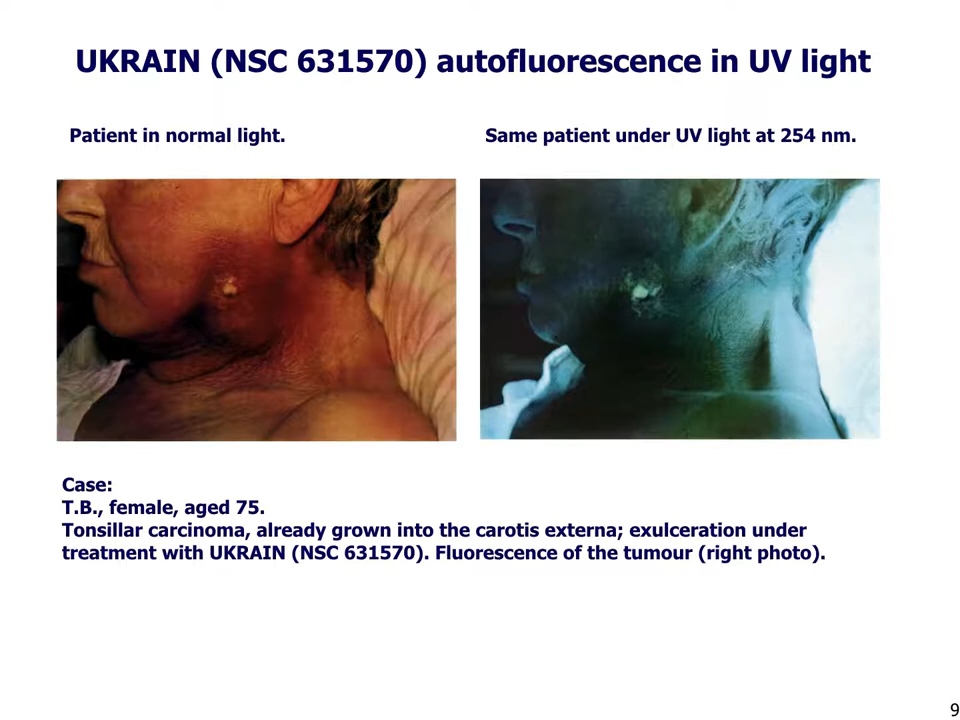 UKRAIN (NSC 631570) autofluorescence in UV light
Patient in normal light.
Same patient under UV light at 254 nm.
Case:
T.B., female, aged 75.
Tonsillar carcinoma, already grown into the carotis externa; exulceration under
treatment with UKRAIN (NSC 631570). Fluorescence of the tumour (right photo).
9